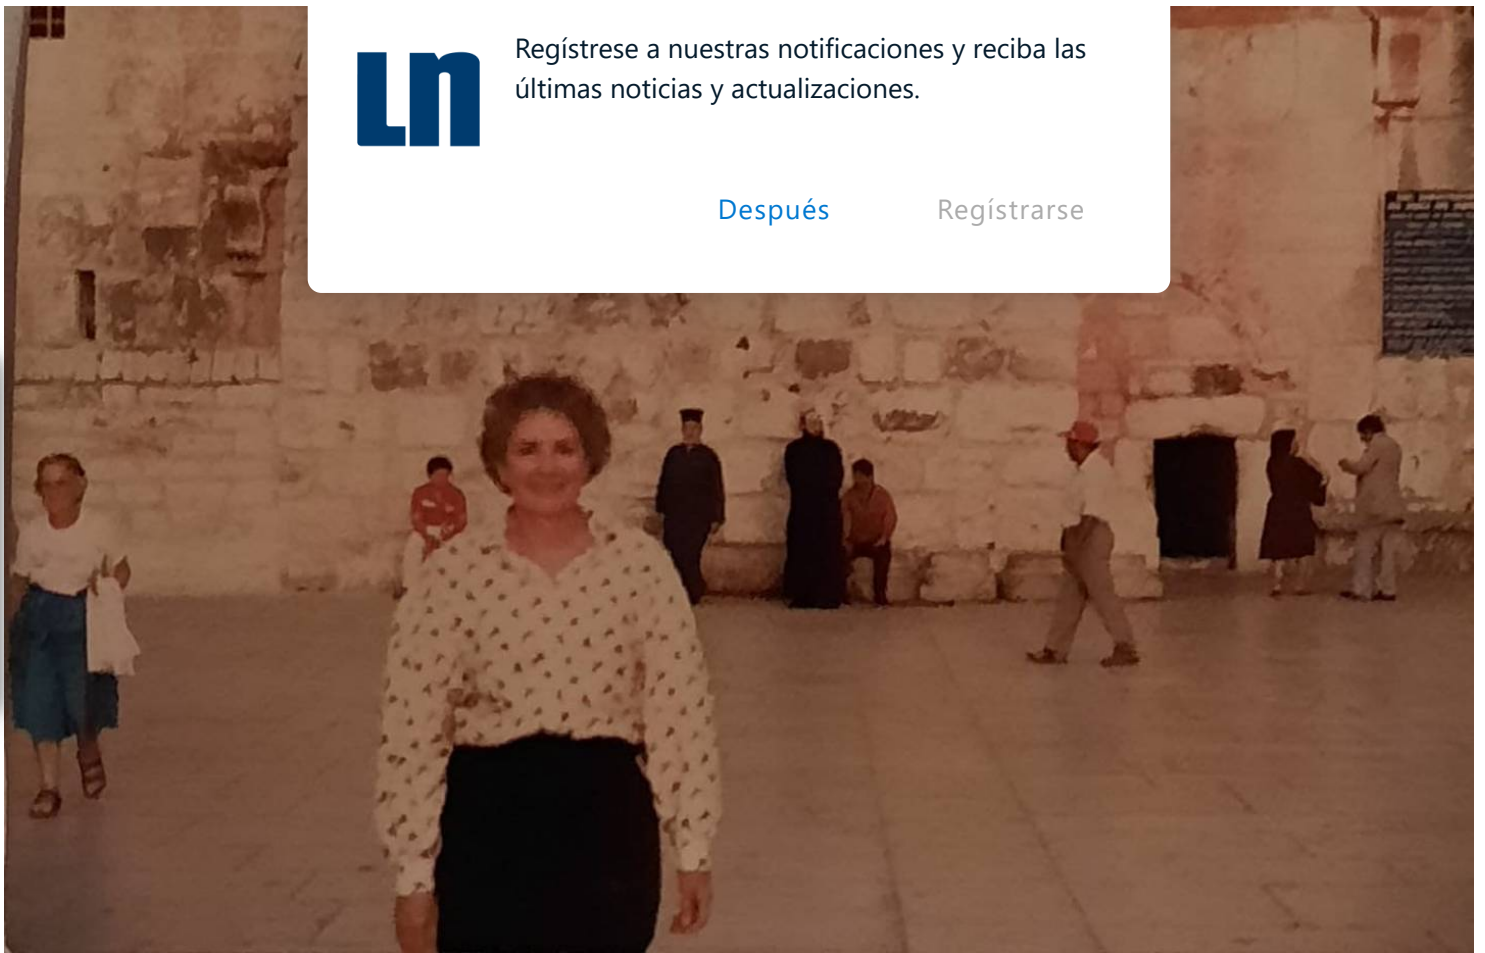 Ln
Regístrese a nuestras notificaciones y reciba las
últimas noticias y actualizaciones.
Después
Regístrarse